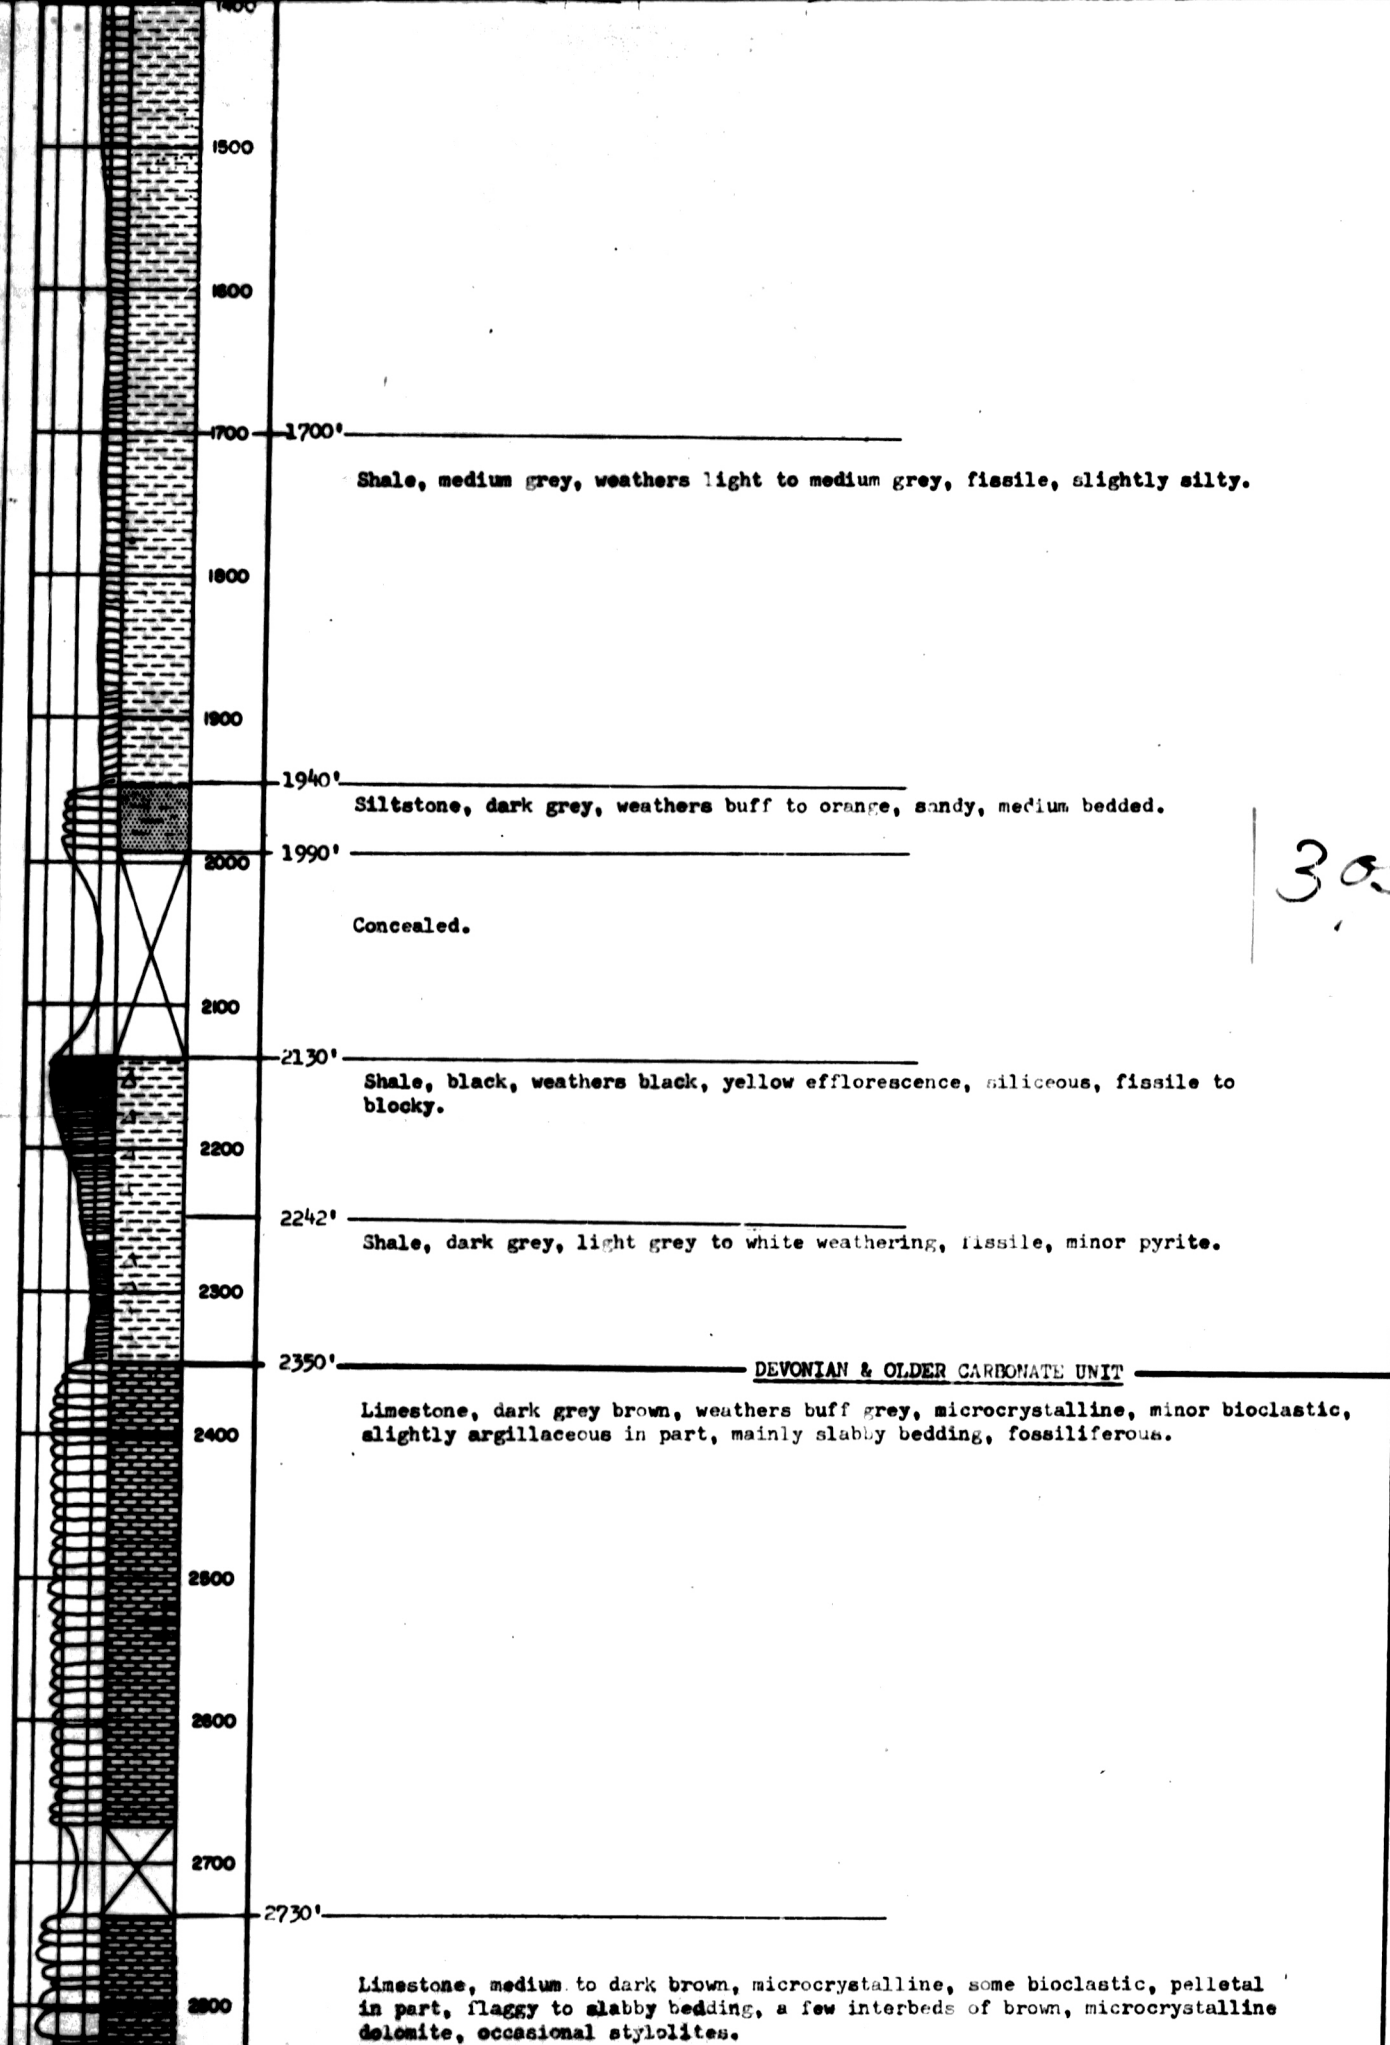 1400
1500
1600
1700 1700'
Shale, medium grey, weathers light to medium grey, fissile, slightly silty.
1800
1900
1940'
Siltstone, dark grey, weathers buff to orange, sandy, medium bedded.
1990'
2000
Concealed.
2100
2130'
Shale, black, weathers black, yellow efflorescence, siliceous, fissile to
blocky.
2200
2242'
Shale, dark grey, light grey to white weathering, fissile, minor pyrite.
2300
2350'
DEVONIAN & OLDER CARBONATE UNIT
Limestone, dark grey brown, weathers buff grey, microcrystalline, minor bioclastic,
slightly argillaceous in part, mainly slabby bedding, fossiliferous.
2400
2500
2600
2700
2730'
Limestone, medium to dark brown, microcrystalline, some bioclastic, pelletal
in part, flaggy to slabby bedding, a few interbeds of brown, microcrystalline
dolomite, occasional stylolites.
2800